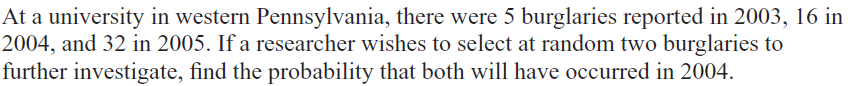 At a university in western Pennsylvania, there were 5 burglaries reported in 2003, 16 in
2004, and 32 in 2005. If a researcher wishes to select at random two burglaries to
further investigate, find the probability that both will have occurred in 2004.